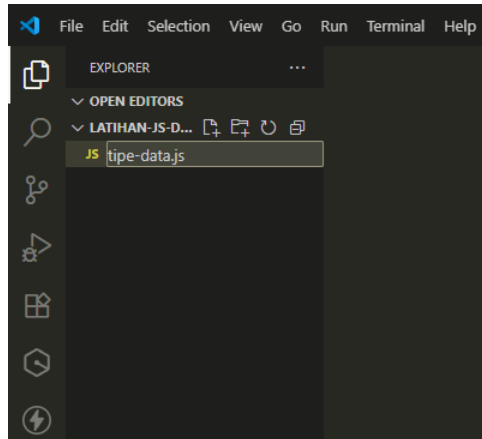 File Edit Selection View Go Run Terminal Help
EXPLORER ...
OPEN EDITORS
LATIHAN-JS-D...
JS tipe-data.js